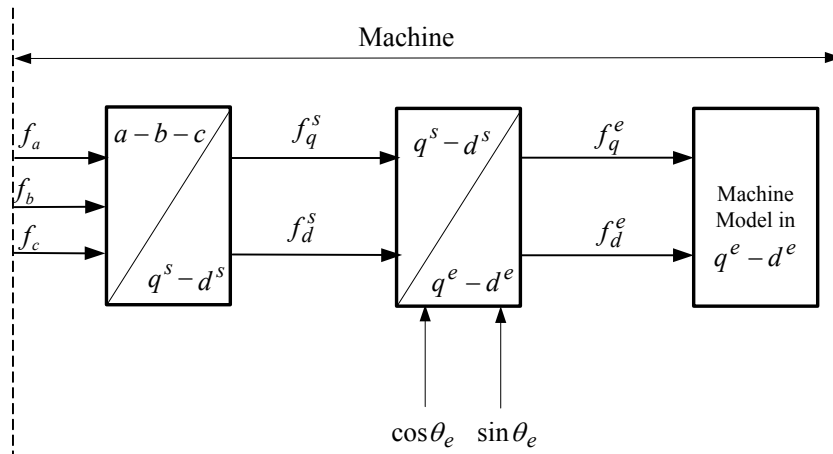 Machine
f_a
f_b
f_c
a − b − c
q^s − d^s
f_q^s
f_d^s
q^s − d^s
q^e − d^e
f_q^e
f_d^e
Machine
Model in
q^e − d^e
cos θ_e
sin θ_e